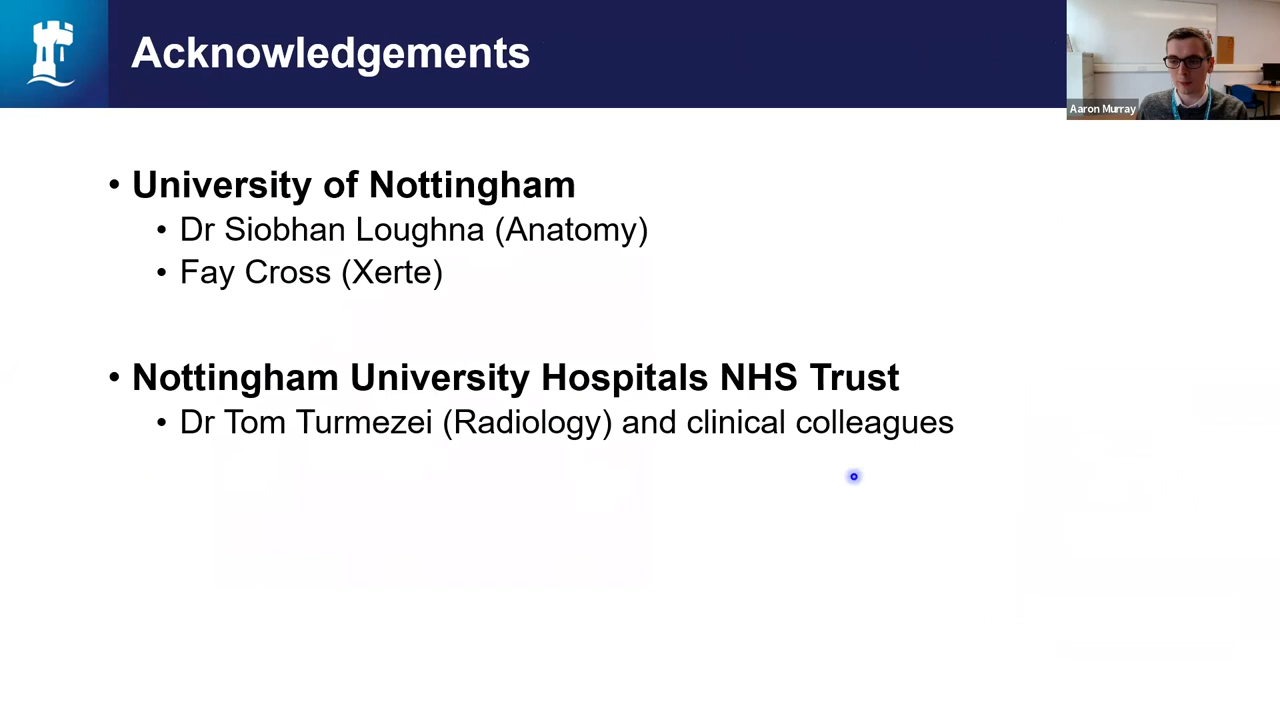 Acknowledgements
Aaron Murray
• University of Nottingham
• Dr Siobhan Loughna (Anatomy)
• Fay Cross (Xerte)
• Nottingham University Hospitals NHS Trust
• Dr Tom Turmezei (Radiology) and clinical colleagues